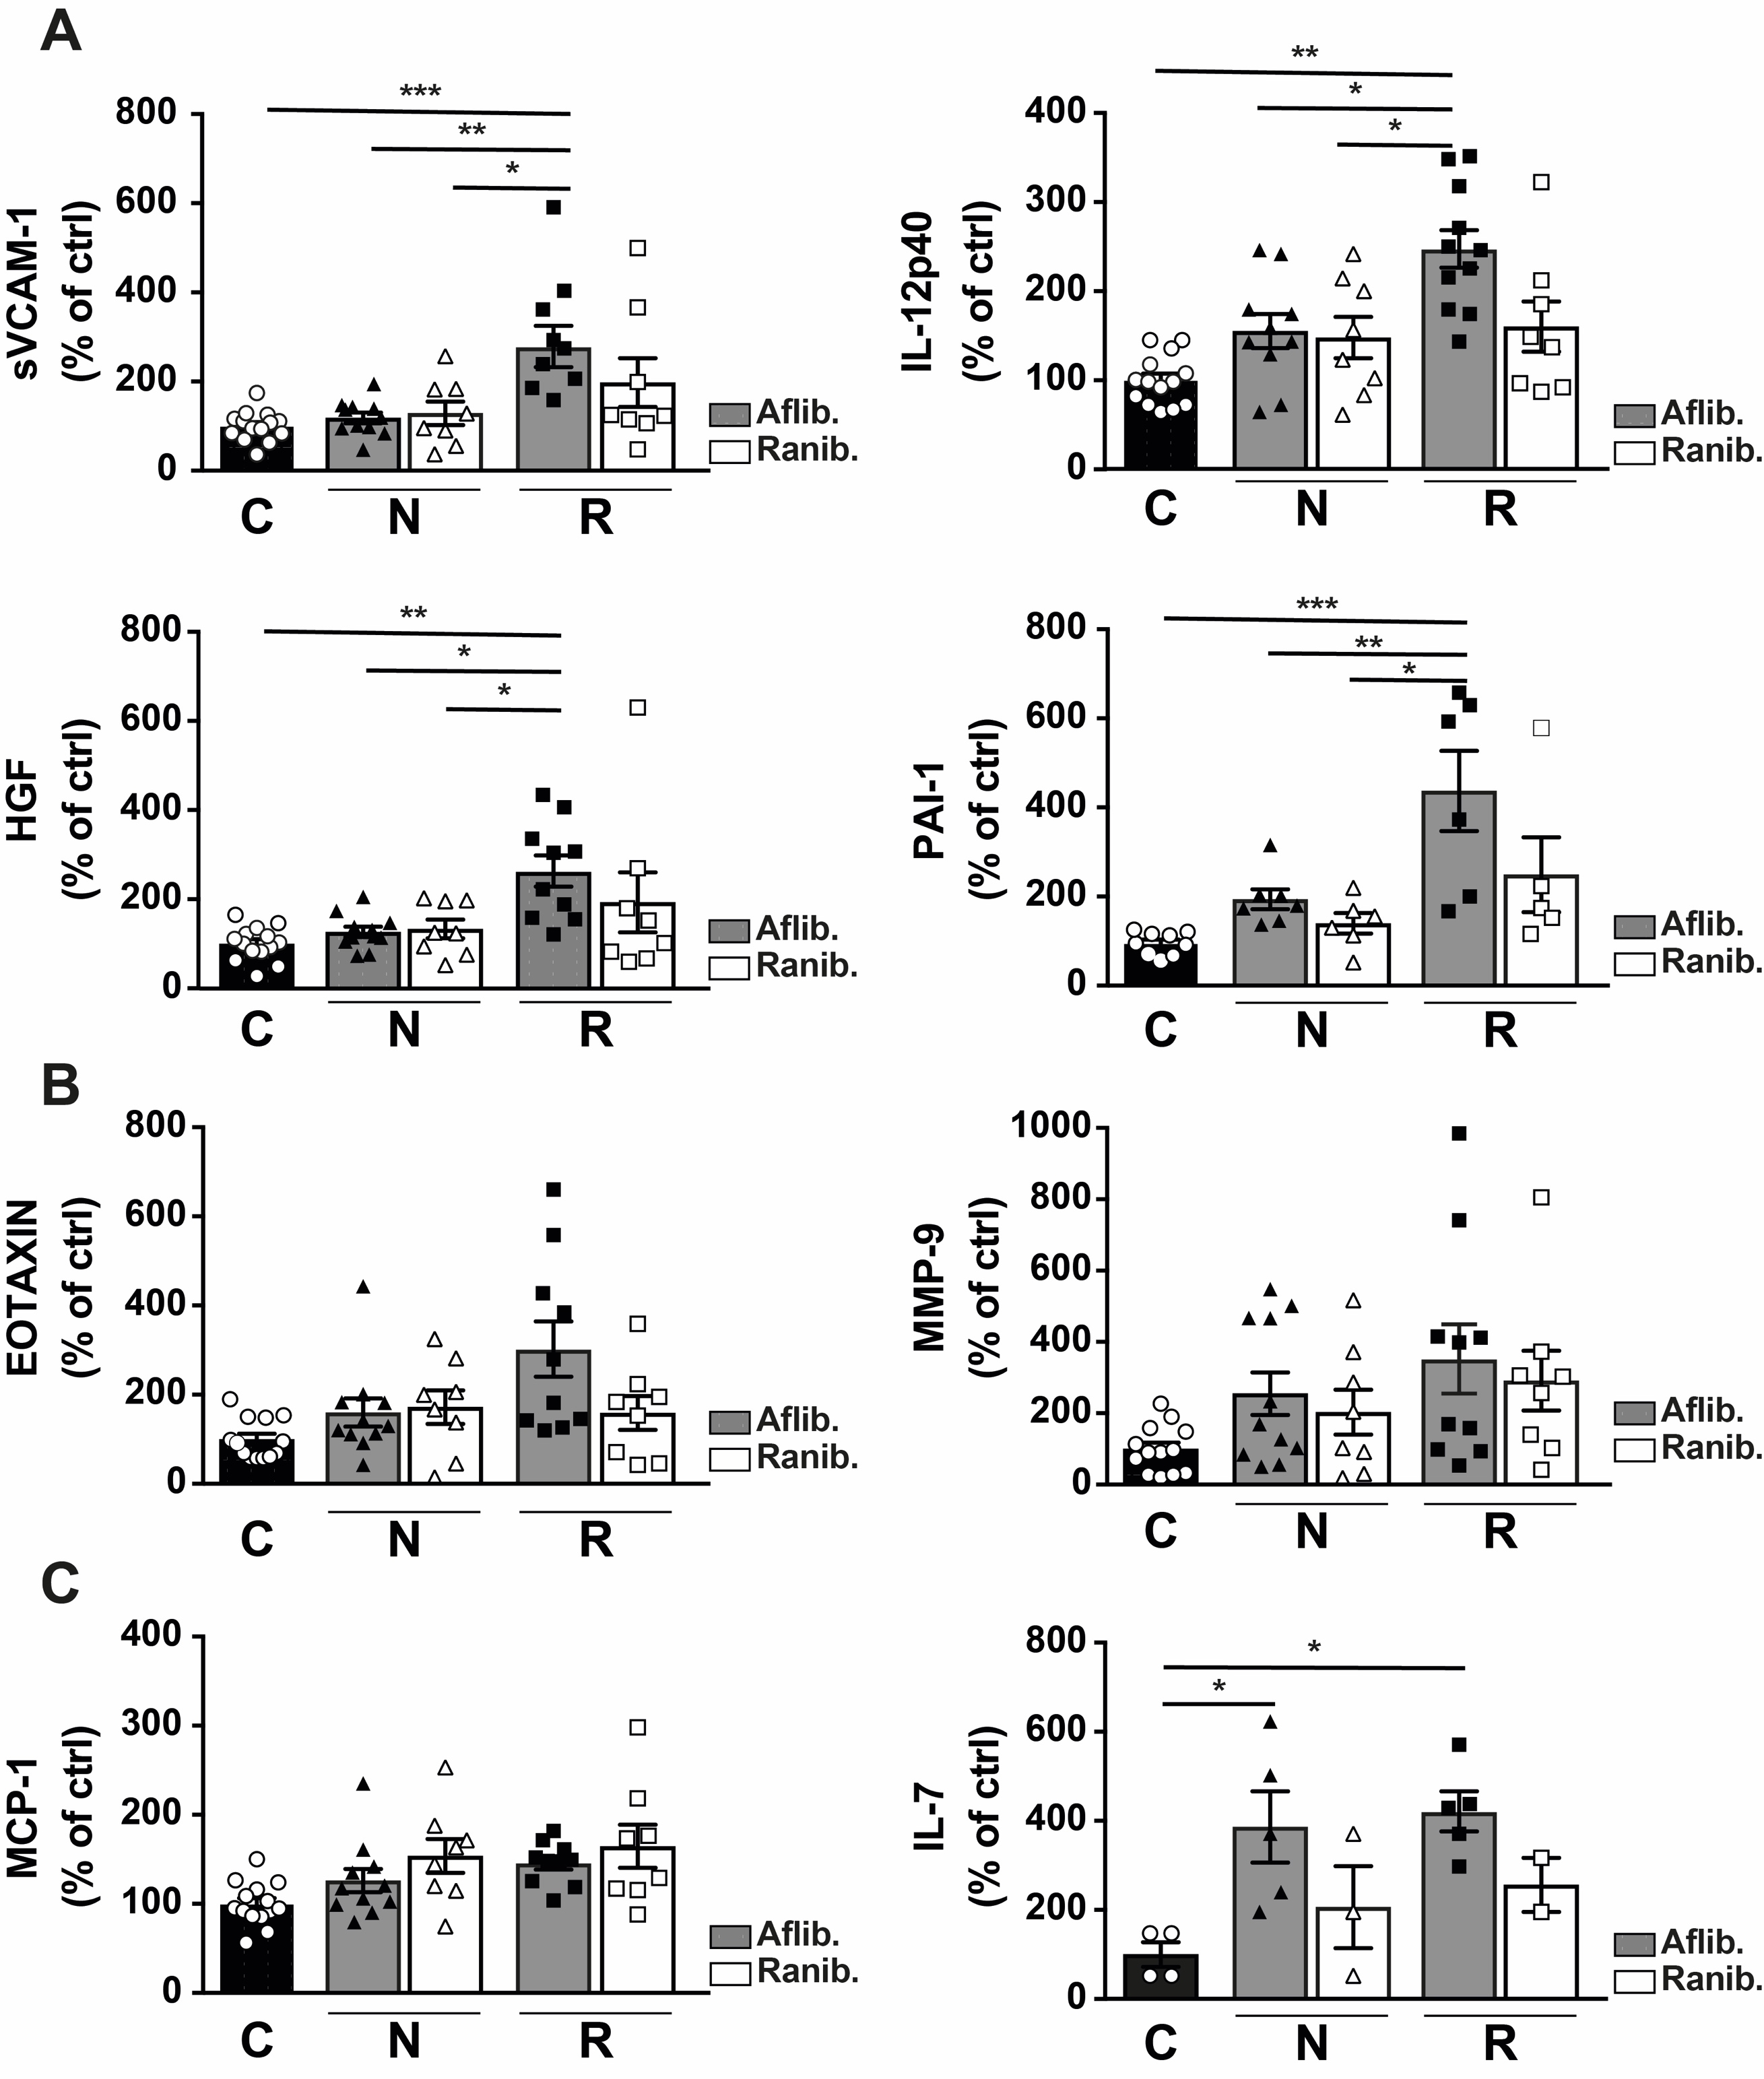 A
sVCAM-1
(% of ctrl)
800
600
400
200
0
***
**
*
C
N
R
Aflib.
Ranib.
IL-12p40
(% of ctrl)
400
300
200
100
0
**
*
*
C
N
R
Aflib.
Ranib.
HGF
(% of ctrl)
800
600
400
200
0
**
*
*
C
N
R
Aflib.
Ranib.
PAI-1
(% of ctrl)
800
600
400
200
0
***
**
*
C
N
R
Aflib.
Ranib.
B
EOTAXIN
(% of ctrl)
800
600
400
200
0
C
N
R
Aflib.
Ranib.
MMP-9
(% of ctrl)
1000
800
600
400
200
0
C
N
R
Aflib.
Ranib.
C
MCP-1
(% of ctrl)
400
300
200
100
0
C
N
R
Aflib.
Ranib.
IL-7
(% of ctrl)
800
600
400
200
0
*
*
C
N
R
Aflib.
Ranib.